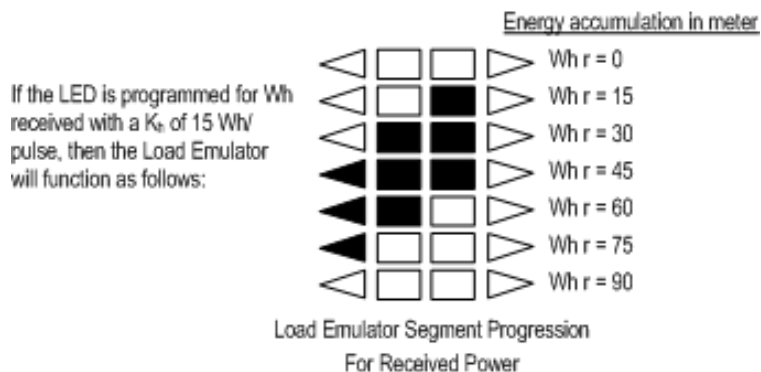 Energy accumulation in meter
Wh r = 0
If the LED is programmed for Wh
received with a Kₕ of 15 Wh/
pulse, then the Load Emulator
will function as follows:
Wh r = 15
Wh r = 30
Wh r = 45
Wh r = 60
Wh r = 75
Wh r = 90
Load Emulator Segment Progression
For Received Power